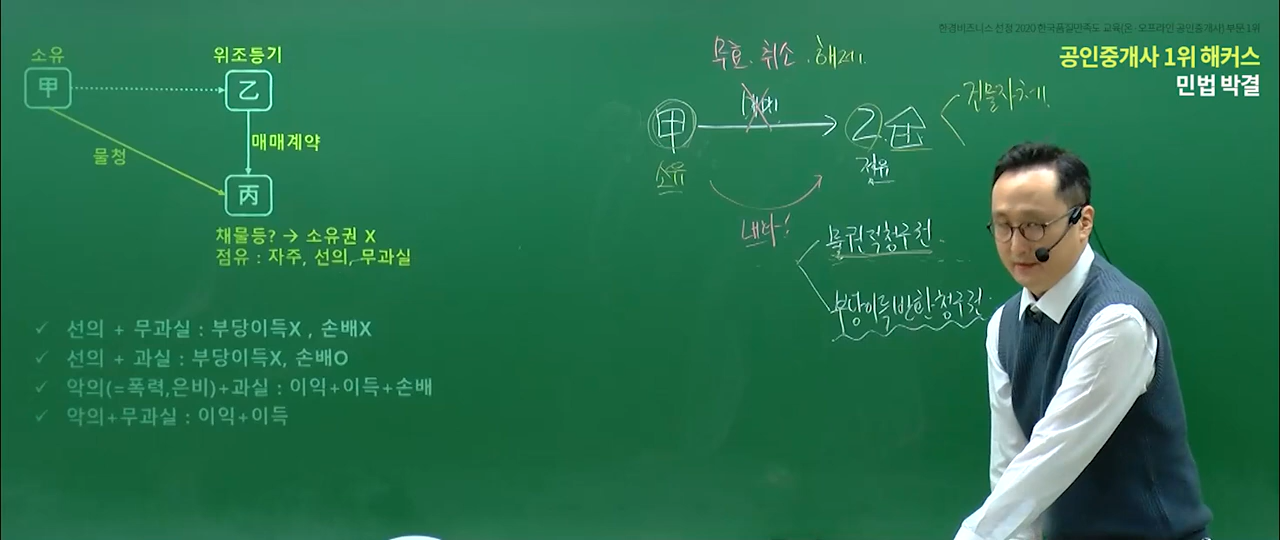 한경비즈니스 선정 2020 한국품질만족도 교육(온·오프라인 공인중개사) 부문 1위
공인중개사 1위 해커스
민법 박결
소유
위조등기
甲
乙
매매계약
물청
丙
채물등? → 소유권 X
점유 : 자주, 선의, 무과실
✓ 선의 + 무과실 : 부당이득X , 손배X
✓ 선의 + 과실 : 부당이득X, 손배O
✓ 악의(=폭력,은비)+과실 : 이익+이득+손배
✓ 악의+무과실 : 이익+이득
무효. 취소 . 해제.
건물자체.
甲
乙
소유
점유
내놔!
물권적청구권
부당이득반환청구권.